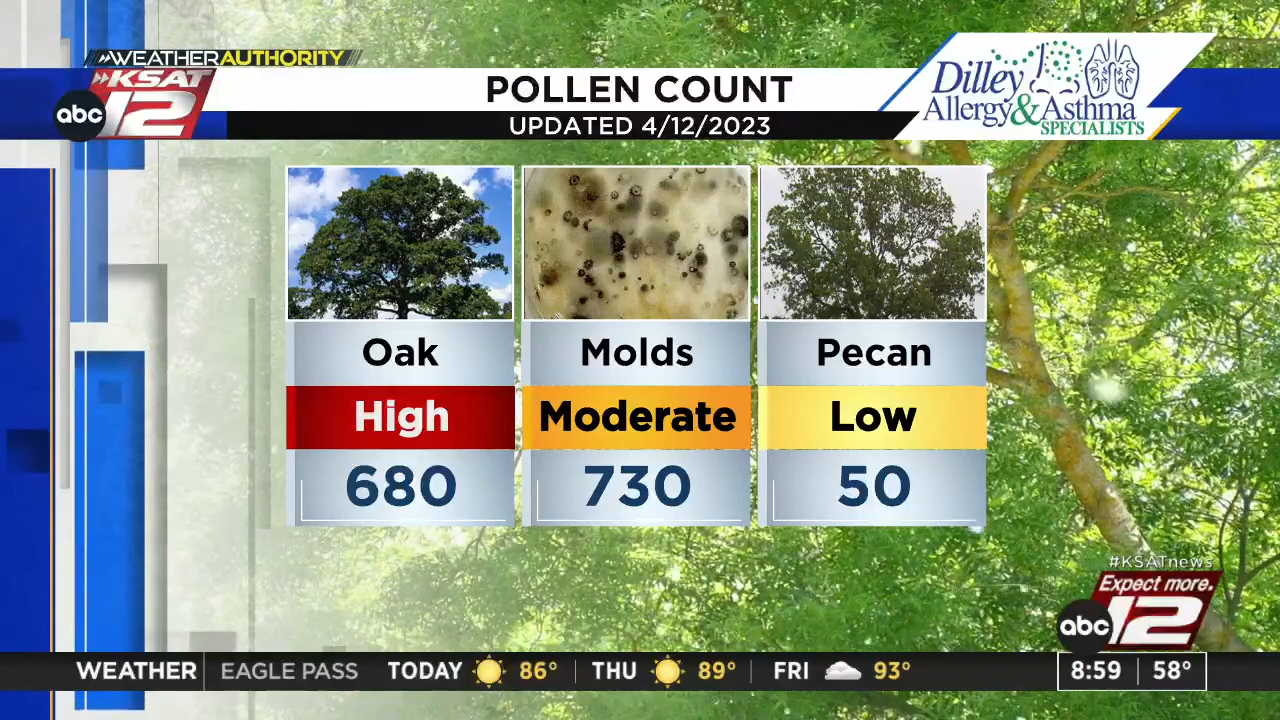 WEATHERAUTHORITY
KSAT
abc 12
POLLEN COUNT
UPDATED 4/12/2023
Dilley
Allergy&Asthma
SPECIALISTS
Oak Molds Pecan
High Moderate Low
680 730 50
#KSATnews
Expect more.
abc 12
WEATHER EAGLE PASS TODAY 86° THU 89° FRI 93° 8:59 58°